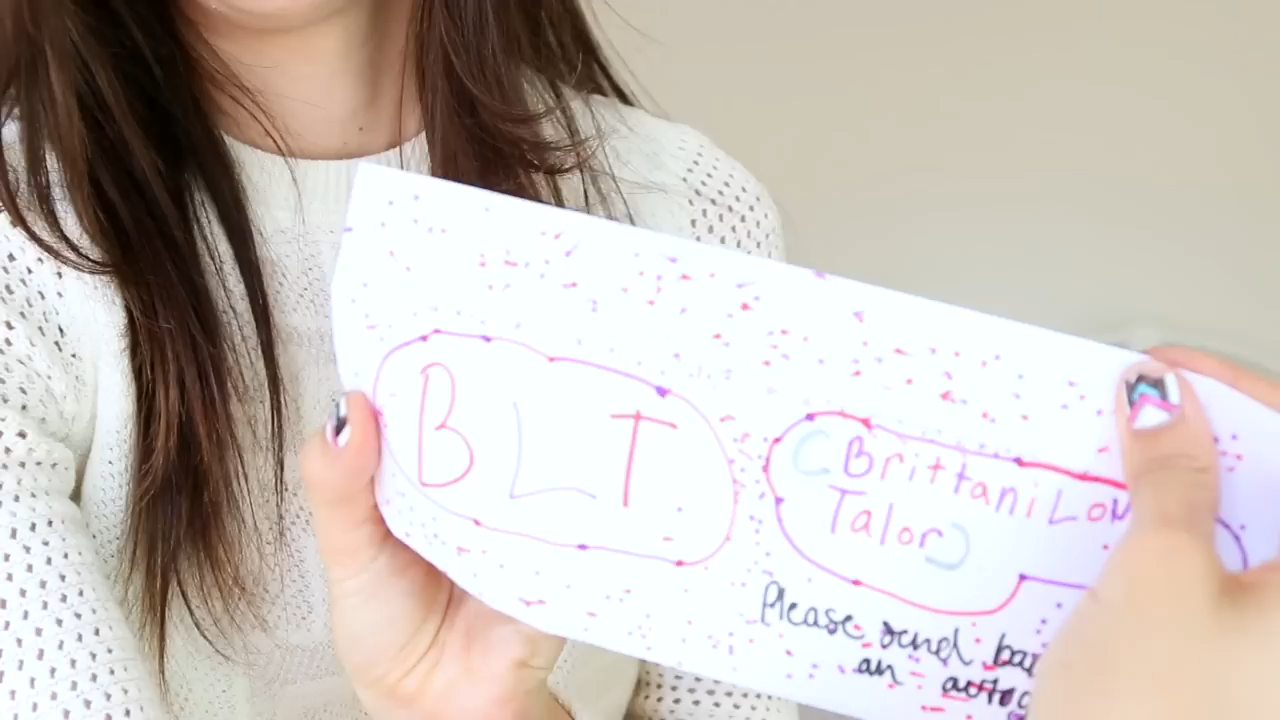 BLT
(Brittani Lou
Talor)
Please send
an